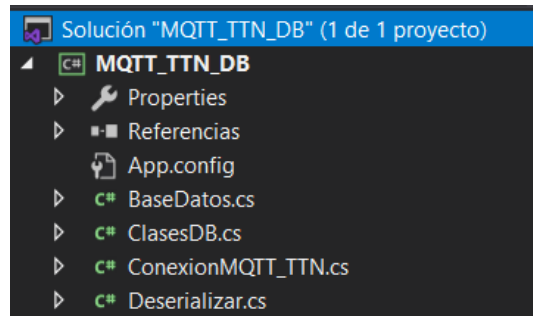 Solución "MQTT_TTN_DB" (1 de 1 proyecto)
C# MQTT_TTN_DB
Properties
Referencias
App.config
C# BaseDatos.cs
C# ClasesDB.cs
C# ConexionMQTT_TTN.cs
C# Deserializar.cs